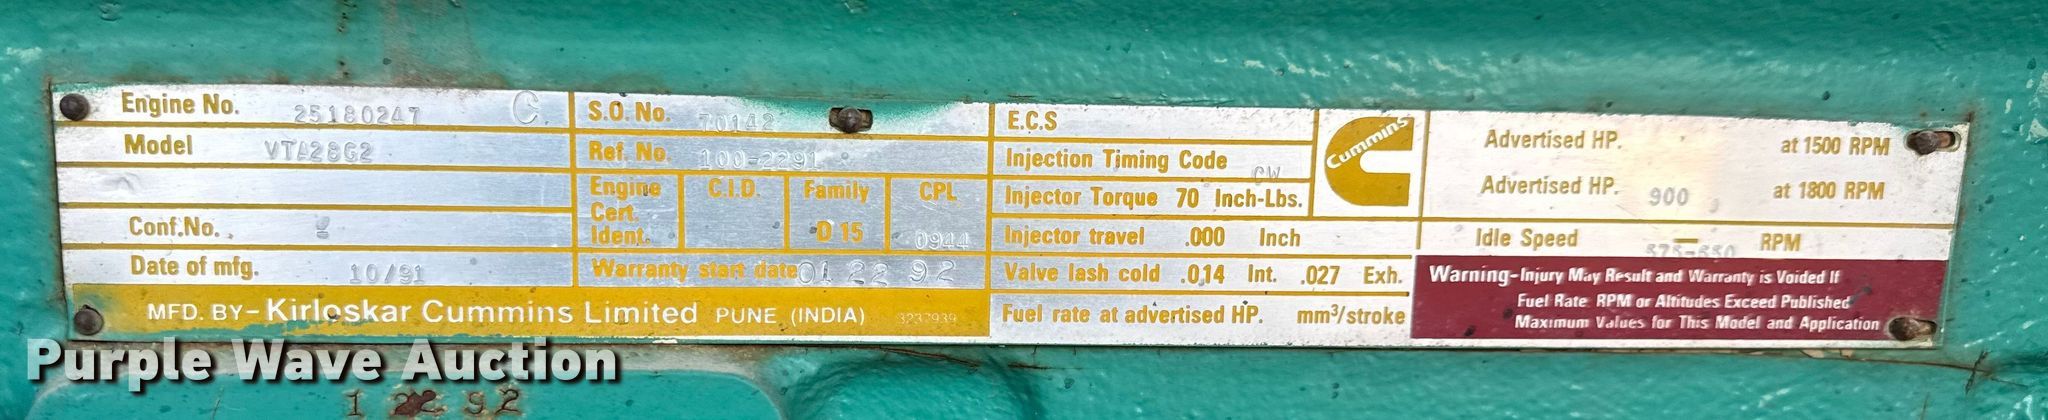 Engine No. 25180247 C.
Model VTA28G2
Conf.No.
Date of mfg. 10/91
MFD. BY-Kirloskar Cummins Limited PUNE (INDIA) 3237939
S.O. No. 70142
Ref. No. 100-2291
Engine Cert. Ident.
C.I.D.
Family D 15
CPL 0944
Warranty start date 01 22 92
E.C.S
Injection Timing Code CW
Injector Torque 70 Inch-Lbs.
Injector travel .000 Inch
Valve lash cold .014 Int. .027 Exh.
Fuel rate at advertised HP. mm³/stroke
Cummins
Advertised HP. at 1500 RPM
Advertised HP. 900 at 1800 RPM
Idle Speed 575-650 RPM
Warning-Injury May Result and Warranty is Voided If
Fuel Rate RPM or Altitudes Exceed Published
Maximum Values for This Model and Application
Purple Wave Auction
1 22 92